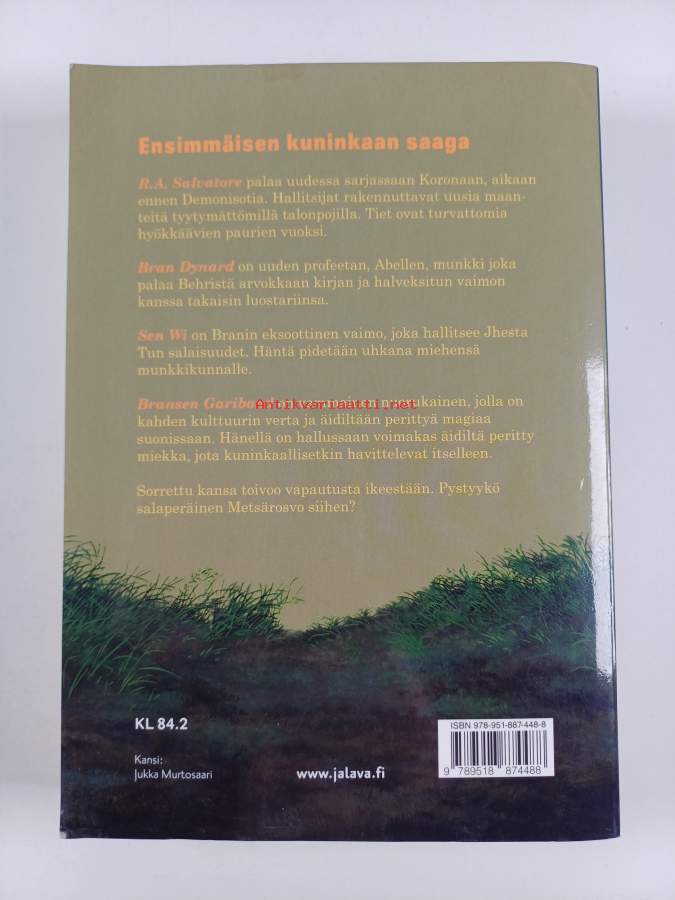 Ensimmäisen kuninkaan saaga
R.A. Salvatore palaa uudessa sarjassaan Koronaan, aikaan
ennen Demonisotia. Hallitsijat rakennuttavat uusia maan-
teitä tyytymättömillä talonpojilla. Tiet ovat turvattomia
hyökkäävien paurien vuoksi.
Bran Dynard on uuden profeetan, Abellen, munkki joka
palaa Behristä arvokkaan kirjan ja halveksitun vaimon
kanssa takaisin luostariinsa.
Sen Wi on Branin eksoottinen vaimo, joka hallitsee Jhesta
Tun salaisuudet. Häntä pidetään uhkana miehensä
munkkikunnalle.
Bransen jolla on
Antikvariaatti.net
kahden kulttuurin verta ja äidiltään perittyä magiaa
suonissaan. Hänellä on hallussaan voimakas äidiltä peritty
miekka, jota kuninkaallisetkin havittelevat itselleen.
Sorrettu kansa toivoo vapautusta ikeestään. Pystyykö
salaperäinen Metsärosvo siihen?
KL 84.2
Kansi:
Jukka Murtosaari
www.jalava.fi
ISBN 978-951-887-448-8
9 789518 874488